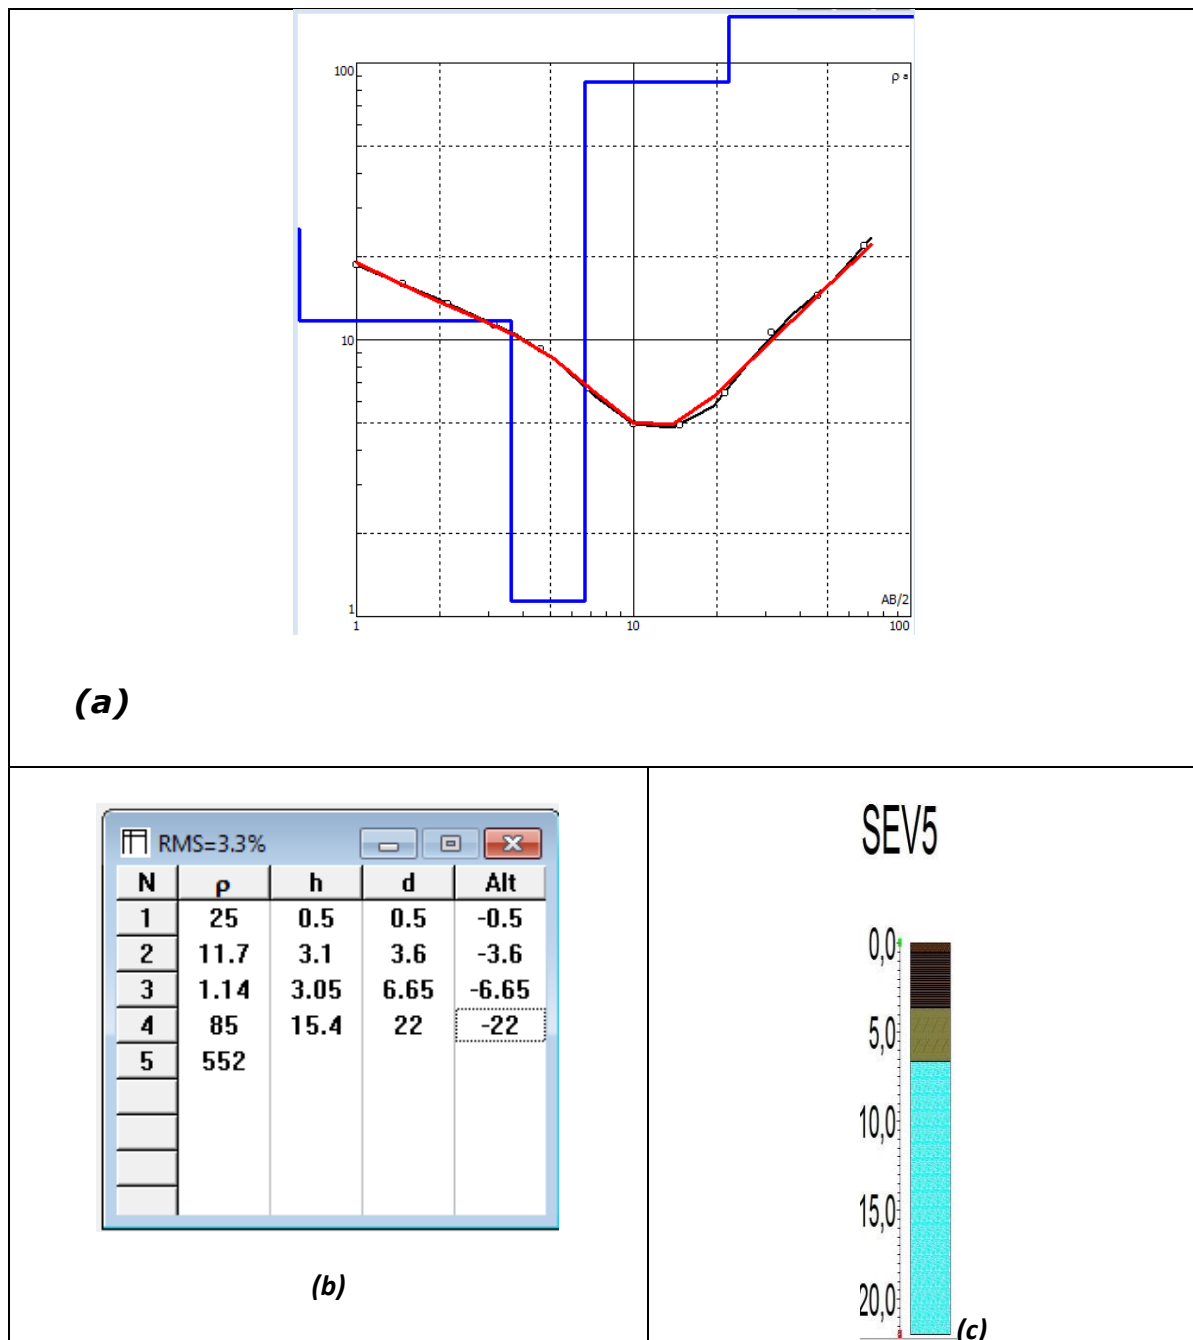 100
ρ a
10
1
AB/2
1
10
100
(a)
RMS=3.3%
N ρ h d Alt
1 25 0.5 0.5 -0.5
2 11.7 3.1 3.6 -3.6
3 1.14 3.05 6.65 -6.65
4 85 15.4 22 -22
5 552
(b)
SEV5
0,0
5,0
10,0
15,0
20,0
(c)